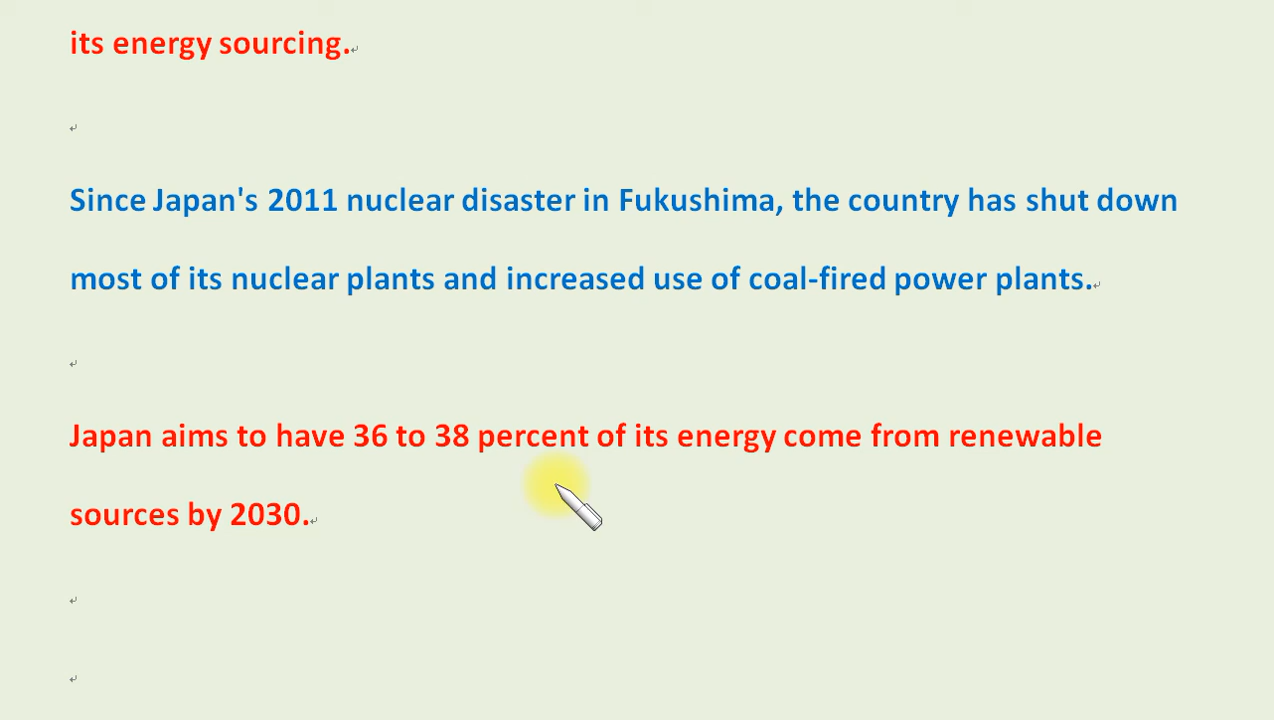 its energy sourcing.
Since Japan's 2011 nuclear disaster in Fukushima, the country has shut down
most of its nuclear plants and increased use of coal-fired power plants.
Japan aims to have 36 to 38 percent of its energy come from renewable
sources by 2030.